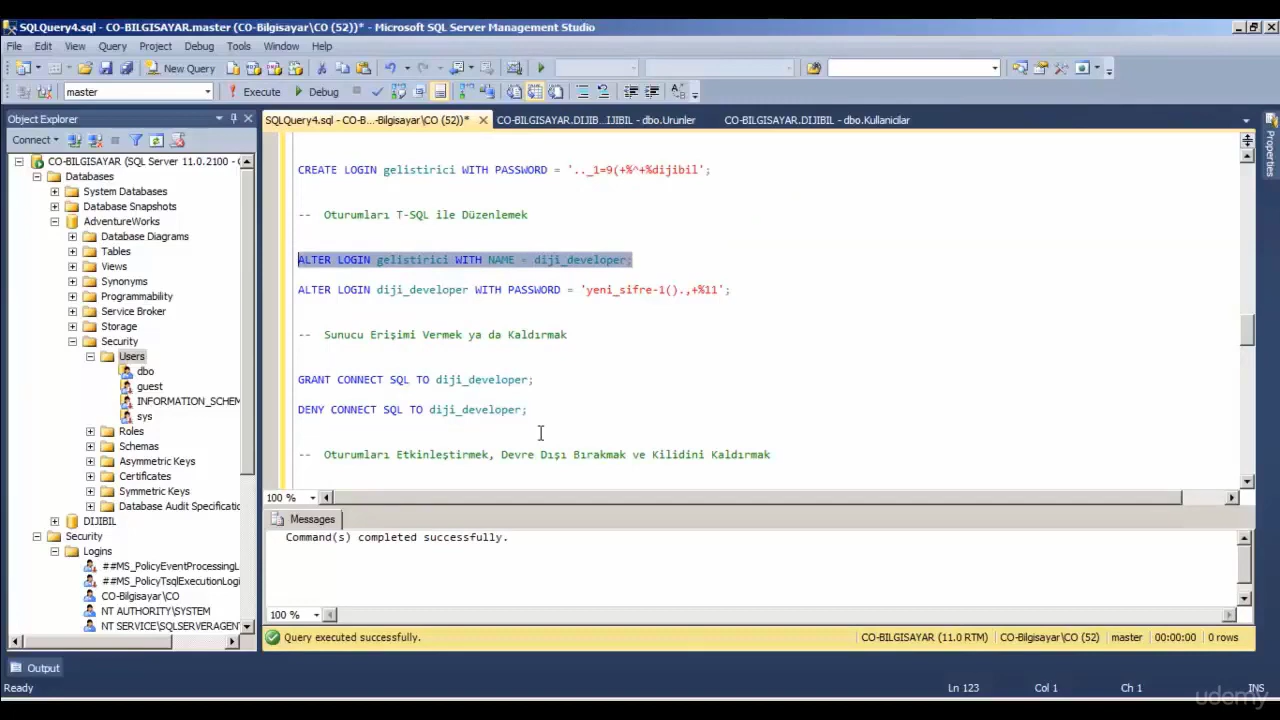 SQLQuery4.sql - CO-BILGISAYAR.master (CO-Bilgisayar\CO (52))* - Microsoft SQL Server Management Studio
File Edit View Query Project Debug Tools Window Help
New Query
master Execute Debug
Object Explorer
SQLQuery4.sql - CO-B...-Bilgisayar\CO (52))* CO-BILGISAYAR.DIJIB...IJIBIL - dbo.Urunler CO-BILGISAYAR.DIJIBIL - dbo.Kullanicilar
Properties
Connect
CO-BILGISAYAR (SQL Server 11.0.2100 -
Databases
System Databases
Database Snapshots
AdventureWorks
Database Diagrams
Tables
Views
Synonyms
Programmability
Service Broker
Storage
Security
Users
dbo
guest
INFORMATION_SCHEM
sys
Roles
Schemas
Asymmetric Keys
Certificates
Symmetric Keys
Database Audit Specificatio
DIJIBIL
Security
Logins
##MS_PolicyEventProcessingL
##MS_PolicyTsqlExecutionLogi
CO-Bilgisayar\CO
NT AUTHORITY\SYSTEM
NT SERVICE\SQLSERVERAGENT
CREATE LOGIN gelistirici WITH PASSWORD = '.._1=9(+%^+%dijibil';
-- Oturumları T-SQL ile Düzenlemek
ALTER LOGIN gelistirici WITH NAME = diji_developer;
ALTER LOGIN diji_developer WITH PASSWORD = 'yeni_sifre-1().,+%11';
-- Sunucu Erişimi Vermek ya da Kaldırmak
GRANT CONNECT SQL TO diji_developer;
DENY CONNECT SQL TO diji_developer;
-- Oturumları Etkinleştirmek, Devre Dışı Bırakmak ve Kilidini Kaldırmak
100 %
Messages
Command(s) completed successfully.
100 %
Query executed successfully. CO-BILGISAYAR (11.0 RTM) CO-Bilgisayar\CO (52) master 00:00:00 0 rows
Output
Ready Ln 123 Col 1 Ch 1 INS
udemy